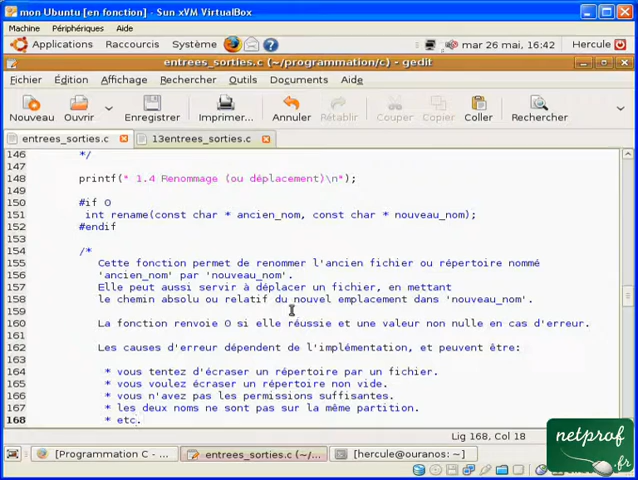 mon Ubuntu [en fonction] - Sun xVM VirtualBox
Machine Périphériques Aide
Applications Raccourcis Système mar 26 mai, 16:42 Hercule
entrees_sorties.c (~/programmation/c) - gedit
Fichier Édition Affichage Rechercher Outils Documents Aide
Nouveau Ouvrir Enregistrer Imprimer... Annuler Rétablir Couper Copier Coller Rechercher
entrees_sorties.c 13entrees_sorties.c
146 */
147
148 printf(" 1.4 Renommage (ou déplacement)\n");
149
150 #if 0
151 int rename(const char * ancien_nom, const char * nouveau_nom);
152 #endif
153
154 /*
155 Cette fonction permet de renommer l'ancien fichier ou répertoire nommé
156 'ancien_nom' par 'nouveau_nom'.
157 Elle peut aussi servir à déplacer un fichier, en mettant
158 le chemin absolu ou relatif du nouvel emplacement dans 'nouveau_nom'.
159
160 La fonction renvoie 0 si elle réussie et une valeur non nulle en cas d'erreur.
161
162 Les causes d'erreur dépendent de l'implémentation, et peuvent être:
163
164 * vous tentez d'écraser un répertoire par un fichier.
165 * vous voulez écraser un répertoire non vide.
166 * vous n'avez pas les permissions suffisantes.
167 * les deux noms ne sont pas sur la même partition.
168 * etc.
Lig 168, Col 18
[Programmation C - ... entrees_sorties.c (~/... [hercule@ouranos: ~]
netprof
.fr